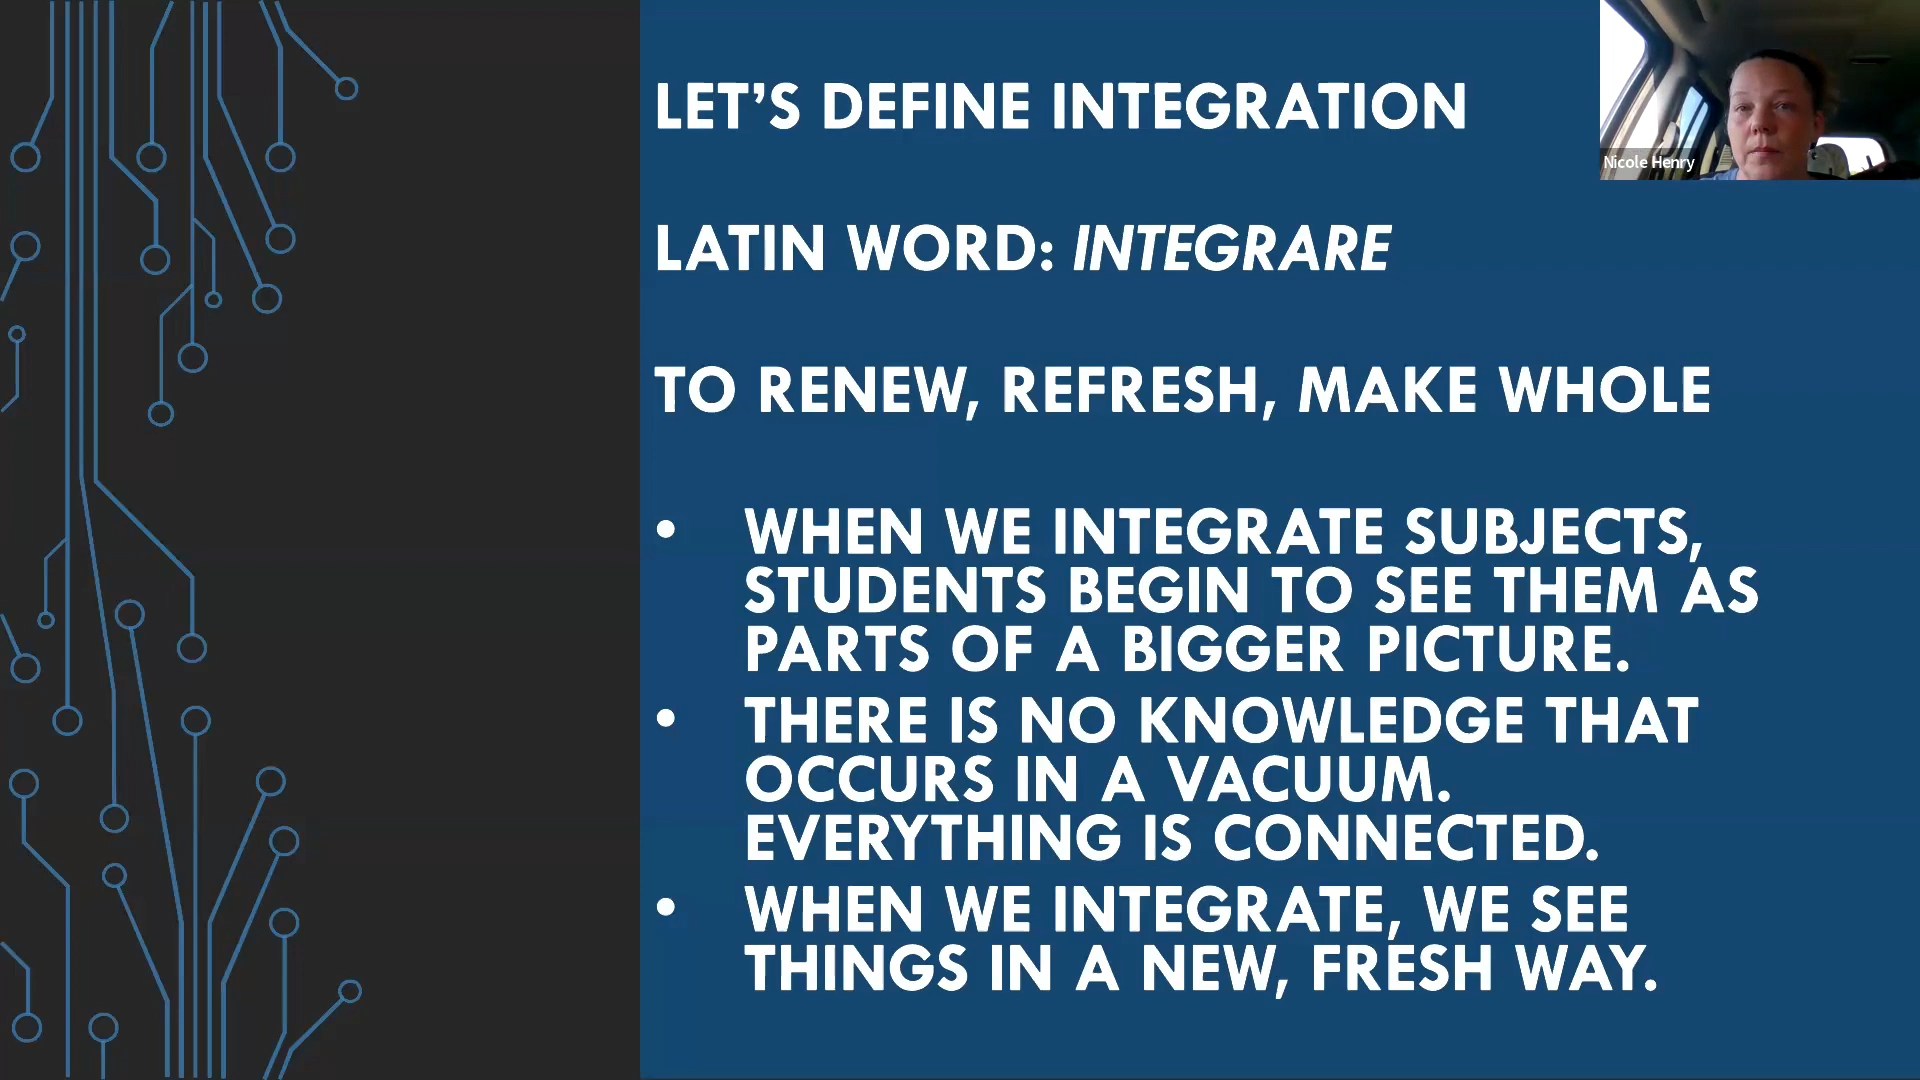 LET’S DEFINE INTEGRATION
Nicole Henry
LATIN WORD: INTEGRARE
TO RENEW, REFRESH, MAKE WHOLE
• WHEN WE INTEGRATE SUBJECTS,
STUDENTS BEGIN TO SEE THEM AS
PARTS OF A BIGGER PICTURE.
• THERE IS NO KNOWLEDGE THAT
OCCURS IN A VACUUM.
EVERYTHING IS CONNECTED.
• WHEN WE INTEGRATE, WE SEE
THINGS IN A NEW, FRESH WAY.